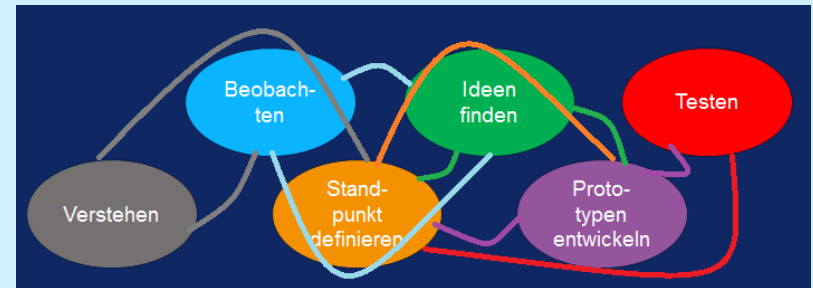 Verstehen
Beobach-
ten
Stand-
punkt
definieren
Ideen
finden
Proto-
typen
entwickeln
Testen